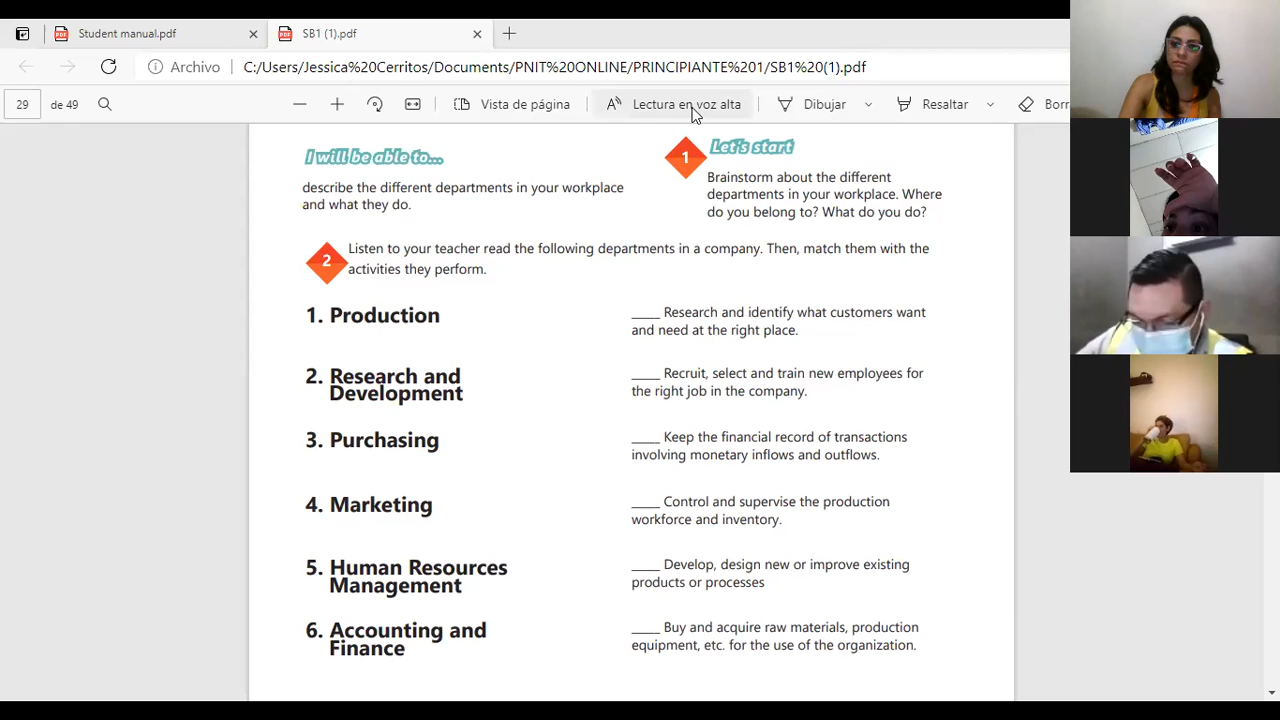 Student manual.pdf
SB1 (1).pdf
Archivo C:/Users/Jessica%20Cerritos/Documents/PNIT%20ONLINE/PRINCIPIANTE%201/SB1%20(1).pdf
29 de 49 Vista de página Lectura en voz alta Dibujar Resaltar Borr
I will be able to...
describe the different departments in your workplace
and what they do.
1 Let's start
Brainstorm about the different
departments in your workplace. Where
do you belong to? What do you do?
2 Listen to your teacher read the following departments in a company. Then, match them with the
activities they perform.
1. Production
____ Research and identify what customers want
and need at the right place.
2. Research and
Development
____ Recruit, select and train new employees for
the right job in the company.
3. Purchasing
____ Keep the financial record of transactions
involving monetary inflows and outflows.
4. Marketing
____ Control and supervise the production
workforce and inventory.
5. Human Resources
Management
____ Develop, design new or improve existing
products or processes
6. Accounting and
Finance
____ Buy and acquire raw materials, production
equipment, etc. for the use of the organization.